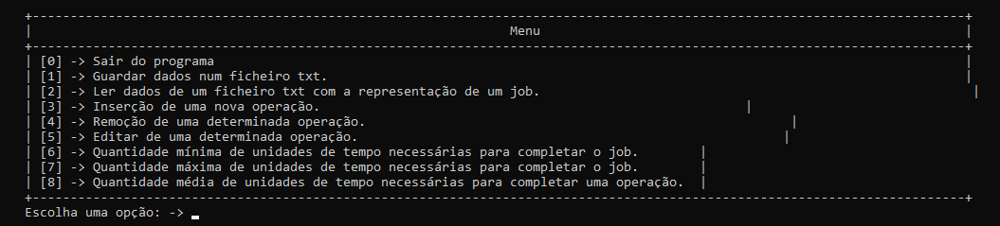 Menu
[0] -> Sair do programa
[1] -> Guardar dados num ficheiro txt.
[2] -> Ler dados de um ficheiro txt com a representação de um job.
[3] -> Inserção de uma nova operação.
[4] -> Remoção de uma determinada operação.
[5] -> Editar de uma determinada operação.
[6] -> Quantidade mínima de unidades de tempo necessárias para completar o job.
[7] -> Quantidade máxima de unidades de tempo necessárias para completar o job.
[8] -> Quantidade média de unidades de tempo necessárias para completar uma operação.
Escolha uma opção: ->